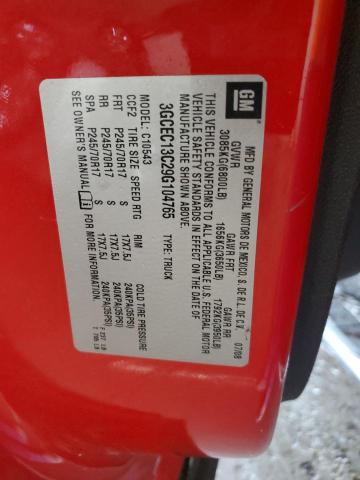 GM
MFD BY GENERAL MOTORS DE MEXICO, S. DE R.L. DE C.V.
07/08
GVWR GAWR FRT GAWR RR
3085KG(6800LB) 1656KG(3650LB) 1792KG(3950LB)
THIS VEHICLE CONFORMS TO ALL APPLICABLE U.S. FEDERAL MOTOR
VEHICLE SAFETY STANDARDS IN EFFECT ON THE DATE OF
MANUFACTURE SHOWN ABOVE.
3GCEC13C29G104765 TYPE: TRUCK
MODEL: C10543
CCF2 TIRE SIZE SPEED RTG RIM COLD TIRE PRESSURE
FRT P245/70R17 S 17X7.5J 240KPA(35PSI)
RR P245/70R17 S 17X7.5J 240KPA(35PSI)
SPA P245/70R17 S 17X7.5J 240KPA(35PSI)
SEE OWNER'S MANUAL